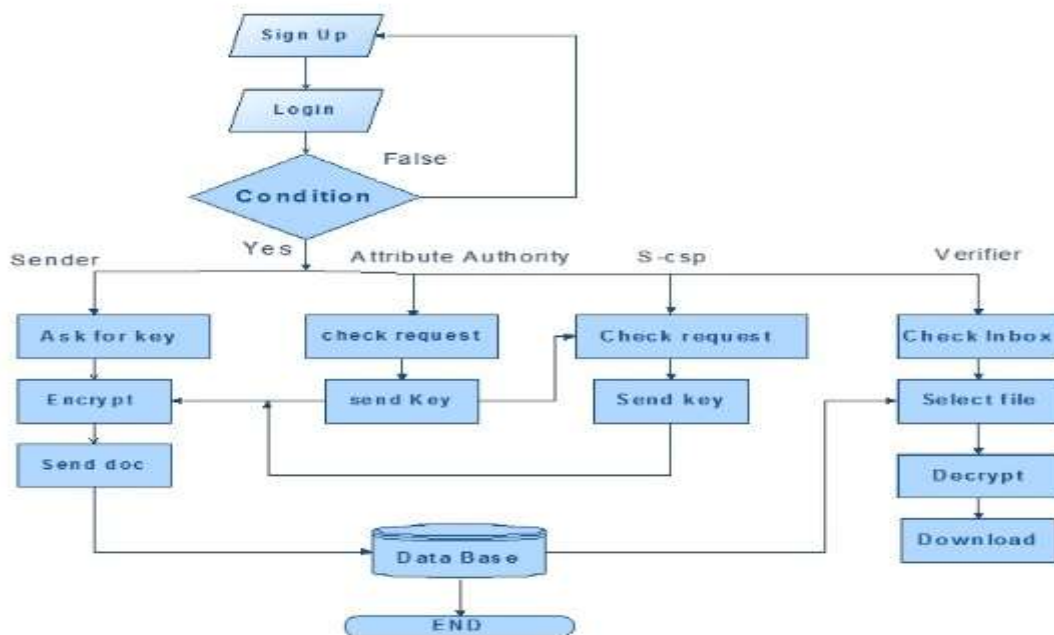 Sign Up
Login
False
Condition
Yes
Sender
Attribute Authority
S-csp
Verifier
Ask for key
check request
Check request
Check Inbox
Encrypt
send Key
Send key
Select file
Send doc
Decrypt
Download
Data Base
END